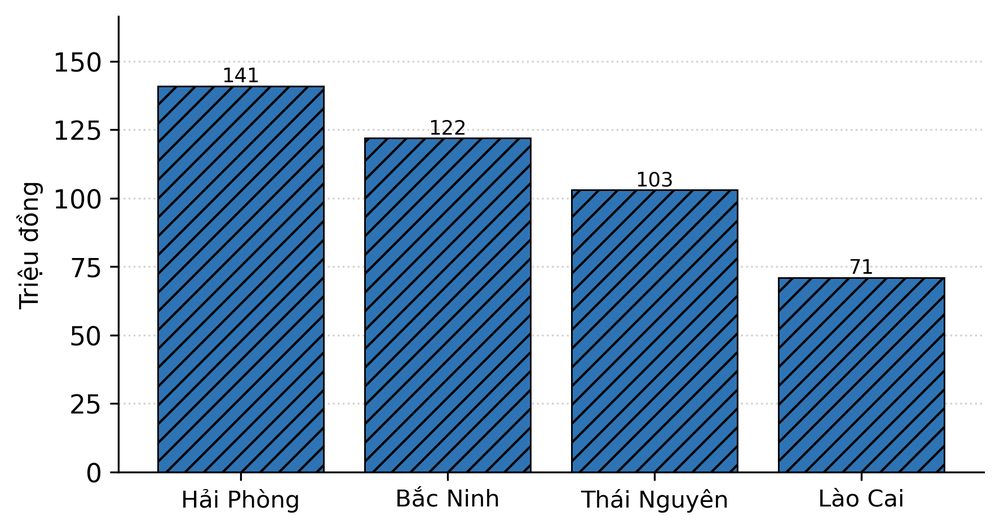 Triệu đồng
150
125
100
75
50
25
0
141
122
103
71
Hải Phòng
Bắc Ninh
Thái Nguyên
Lào Cai